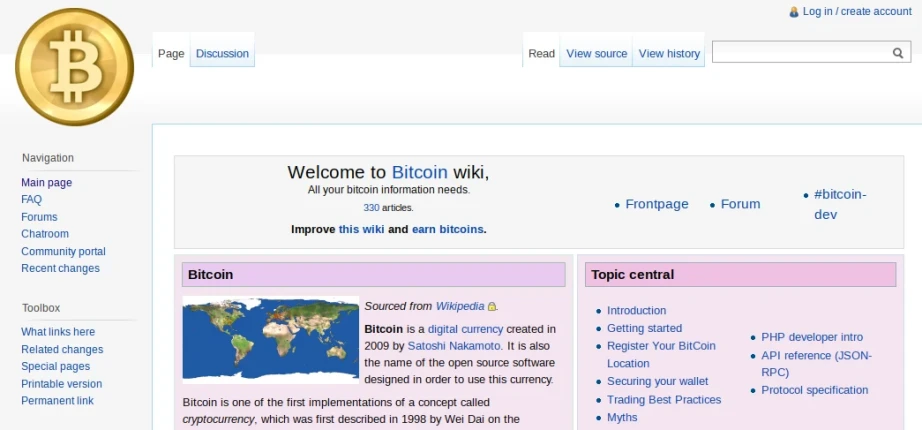 Log in / create account
Page
Discussion
Read
View source
View history
Navigation
Main page
FAQ
Forums
Chatroom
Community portal
Recent changes
Toolbox
What links here
Related changes
Special pages
Printable version
Permanent link
Welcome to Bitcoin wiki,
All your bitcoin information needs.
330 articles.
Improve this wiki and earn bitcoins.
Frontpage
Forum
#bitcoin-
dev
Bitcoin
Sourced from Wikipedia
Bitcoin is a digital currency created in
2009 by Satoshi Nakamoto. It is also
the name of the open source software
designed in order to use this currency.
Bitcoin is one of the first implementations of a concept called
cryptocurrency, which was first described in 1998 by Wei Dai on the
Topic central
Introduction
Getting started
Register Your BitCoin
Location
Securing your wallet
Trading Best Practices
Myths
PHP developer intro
API reference (JSON-
RPC)
Protocol specification